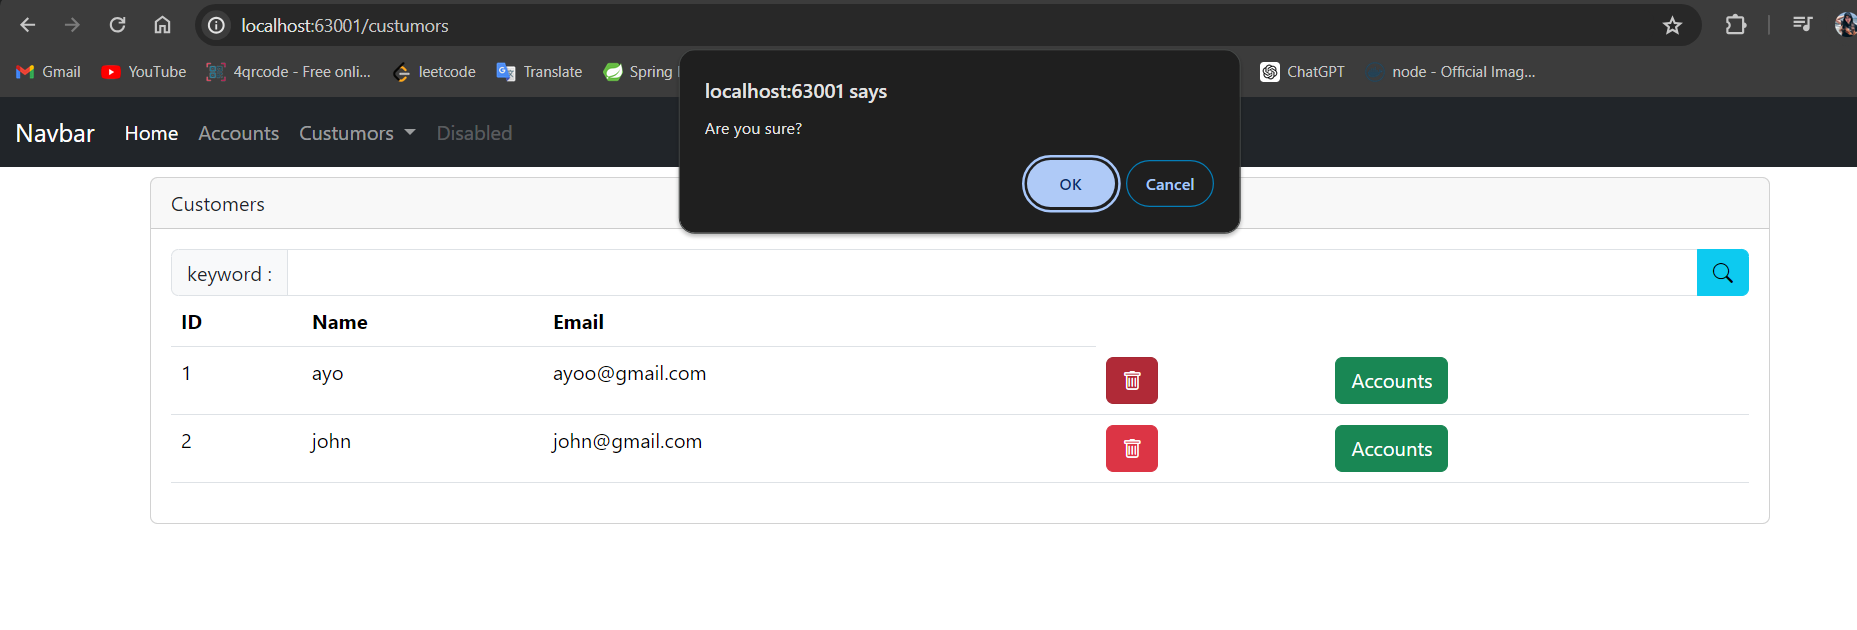 localhost:63001/custumors
Gmail YouTube 4qrcode - Free onli... leetcode Translate Spring ChatGPT node - Official Imag...
localhost:63001 says
Are you sure?
OK Cancel
Navbar Home Accounts Custumors Disabled
Customers
keyword :
ID Name Email
1 ayo ayoo@gmail.com Accounts
2 john john@gmail.com Accounts